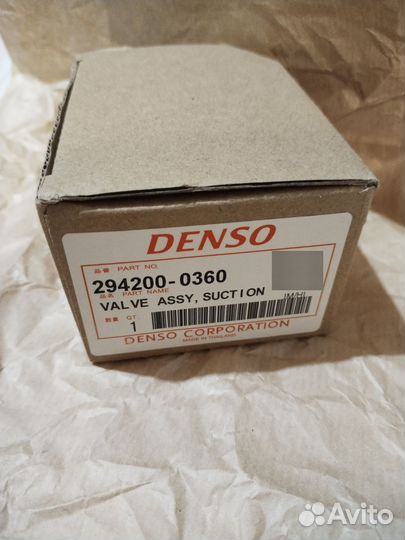 DENSO
品番 PART NO.
294200-0360
品名 PART NAME
VALVE ASSY, SUCTION
(M/H)
数量 Q'T
1
DENSO CORPORATION
MADE IN THAILAND
Avito